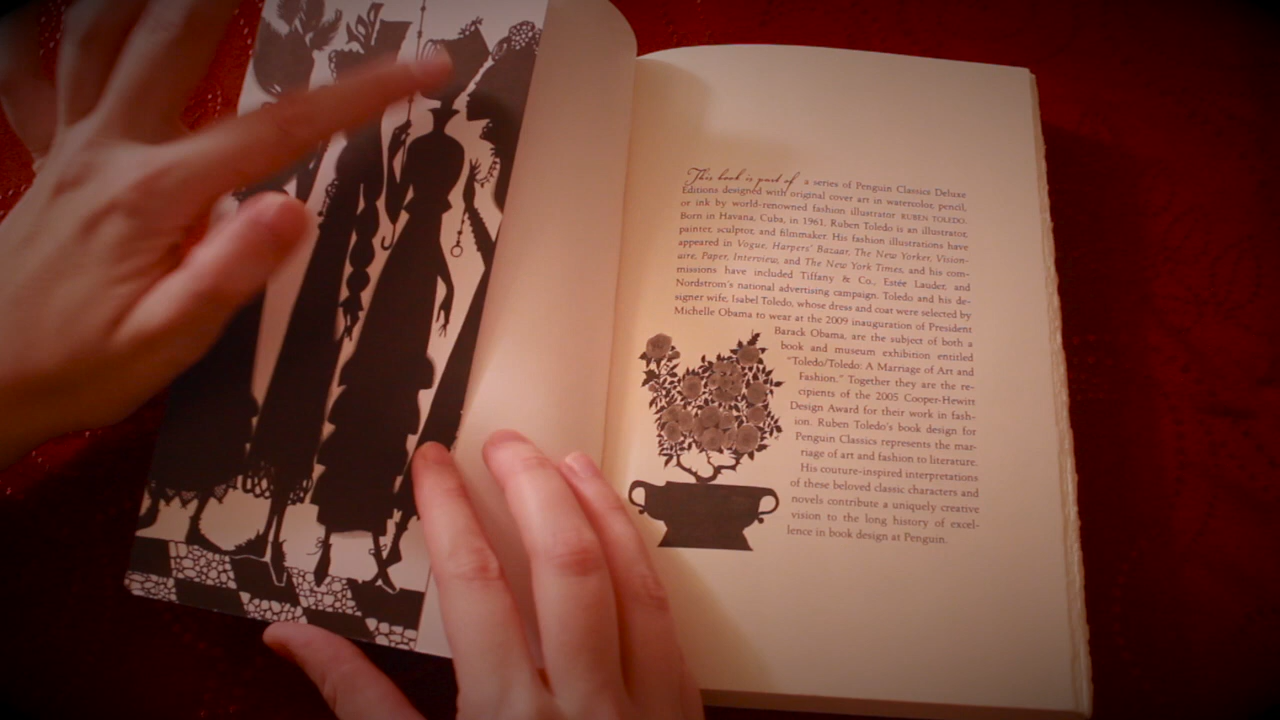 This book is part of a series of Penguin Classics Deluxe
Editions designed with original cover art in watercolor, pencil,
or ink by world-renowned fashion illustrator RUBEN TOLEDO.
Born in Havana, Cuba, in 1961, Ruben Toledo is an illustrator,
painter, sculptor, and filmmaker. His fashion illustrations have
appeared in Vogue, Harpers' Bazaar, The New Yorker, Vision-
aire, Paper, Interview, and The New York Times, and his com-
missions have included Tiffany & Co., Estée Lauder, and
Nordstrom's national advertising campaign. Toledo and his de-
signer wife, Isabel Toledo, whose dress and coat were selected by
Michelle Obama to wear at the 2009 inauguration of President
Barack Obama, are the subject of both a
book and museum exhibition entitled
"Toledo/Toledo: A Marriage of Art and
Fashion." Together they are the re-
cipients of the 2005 Cooper-Hewitt
Design Award for their work in fash-
ion. Ruben Toledo's book design for
Penguin Classics represents the mar-
riage of art and fashion to literature.
His couture-inspired interpretations
of these beloved classic characters and
novels contribute a uniquely creative
vision to the long history of excel-
lence in book design at Penguin.